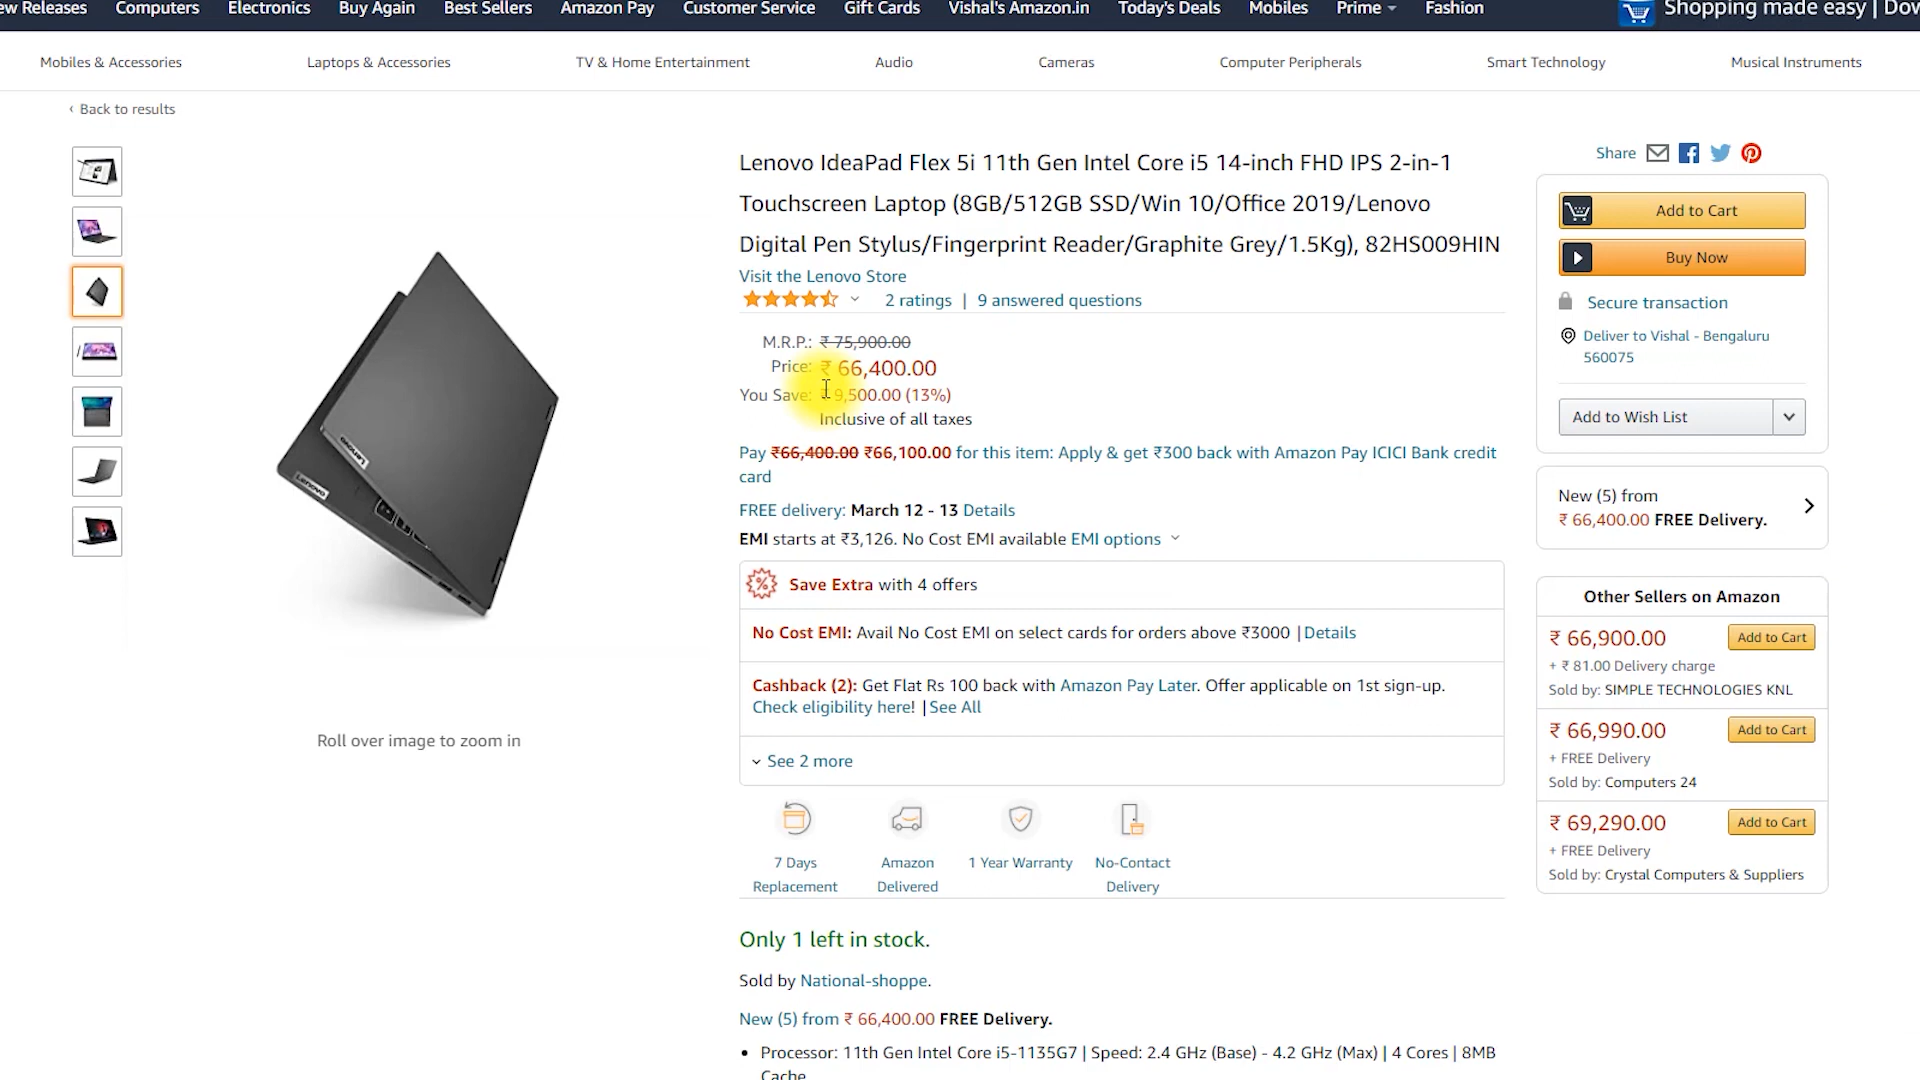 ew Releases Computers Electronics Buy Again Best Sellers Amazon Pay Customer Service Gift Cards Vishal's Amazon.in Today's Deals Mobiles Prime Fashion Shopping made easy | Dow
Mobiles & Accessories Laptops & Accessories TV & Home Entertainment Audio Cameras Computer Peripherals Smart Technology Musical Instruments
‹ Back to results
Share
Lenovo IdeaPad Flex 5i 11th Gen Intel Core i5 14-inch FHD IPS 2-in-1
Touchscreen Laptop (8GB/512GB SSD/Win 10/Office 2019/Lenovo
Digital Pen Stylus/Fingerprint Reader/Graphite Grey/1.5Kg), 82HS009HIN
Visit the Lenovo Store
2 ratings | 9 answered questions
M.R.P.: ₹ 75,900.00
Price: ₹ 66,400.00
You Save: ₹ 9,500.00 (13%)
Inclusive of all taxes
Pay ₹66,400.00 ₹66,100.00 for this item: Apply & get ₹300 back with Amazon Pay ICICI Bank credit
card
FREE delivery: March 12 - 13 Details
EMI starts at ₹3,126. No Cost EMI available EMI options
Save Extra with 4 offers
No Cost EMI: Avail No Cost EMI on select cards for orders above ₹3000 | Details
Cashback (2): Get Flat Rs 100 back with Amazon Pay Later. Offer applicable on 1st sign-up.
Check eligibility here! | See All
See 2 more
7 Days
Replacement
Amazon
Delivered
1 Year Warranty
No-Contact
Delivery
Only 1 left in stock.
Sold by National-shoppe.
New (5) from ₹ 66,400.00 FREE Delivery.
• Processor: 11th Gen Intel Core i5-1135G7 | Speed: 2.4 GHz (Base) - 4.2 GHz (Max) | 4 Cores | 8MB
Cache
Lenovo
Lenovo
Roll over image to zoom in
Add to Cart
Buy Now
Secure transaction
Deliver to Vishal - Bengaluru
560075
Add to Wish List
New (5) from
₹ 66,400.00 FREE Delivery.
Other Sellers on Amazon
₹ 66,900.00 Add to Cart
+ ₹ 81.00 Delivery charge
Sold by: SIMPLE TECHNOLOGIES KNL
₹ 66,990.00 Add to Cart
+ FREE Delivery
Sold by: Computers 24
₹ 69,290.00 Add to Cart
+ FREE Delivery
Sold by: Crystal Computers & Suppliers